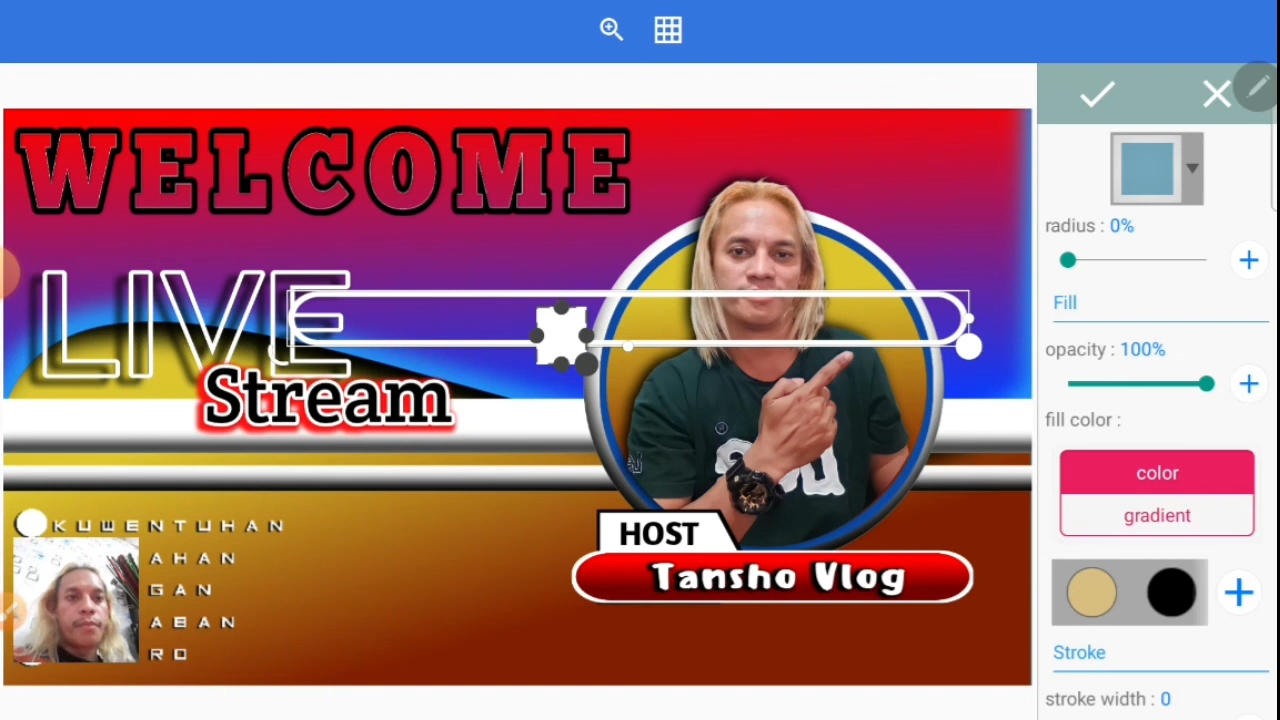 WELCOME
LIVE
Stream
KUWENTUHAN
AHAN
GAN
ABAN
RO
HOST
Tansho Vlog
radius : 0%
Fill
opacity : 100%
fill color :
color
gradient
Stroke
stroke width : 0